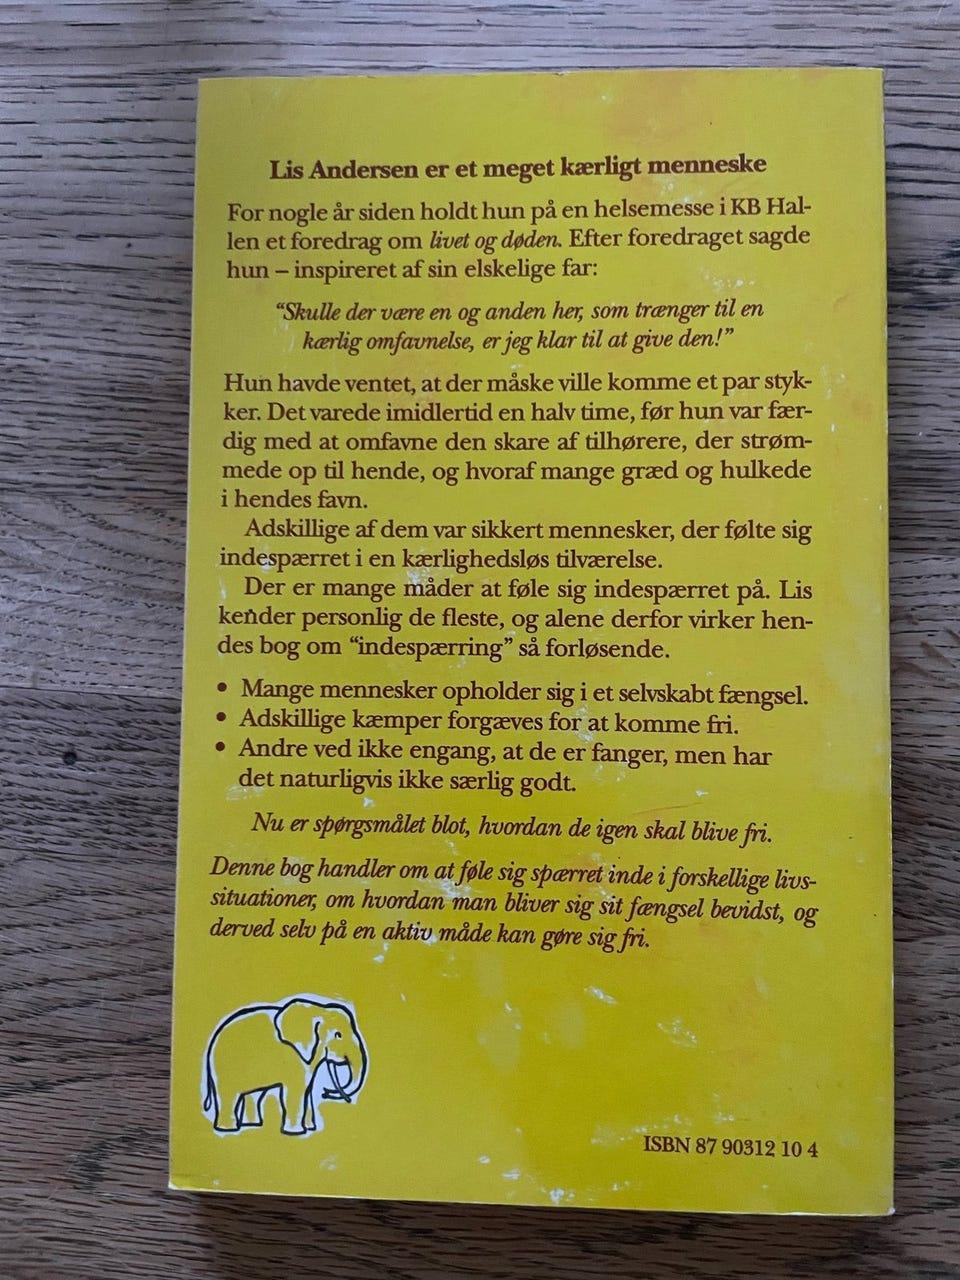 Lis Andersen er et meget kærligt menneske
For nogle år siden holdt hun på en helsemesse i KB Hal-
len et foredrag om livet og døden. Efter foredraget sagde
hun – inspireret af sin elskelige far:
“Skulle der være en og anden her, som trænger til en
kærlig omfavnelse, er jeg klar til at give den!”
Hun havde ventet, at der måske ville komme et par styk-
ker. Det varede imidlertid en halv time, før hun var fær-
dig med at omfavne den skare af tilhørere, der strøm-
mede op til hende, og hvoraf mange græd og hulkede
i hendes favn.
Adskillige af dem var sikkert mennesker, der følte sig
indespærret i en kærlighedsløs tilværelse.
Der er mange måder at føle sig indespærret på. Lis
kender personlig de fleste, og alene derfor virker hen-
des bog om “indespærring” så forløsende.
• Mange mennesker opholder sig i et selvskabt fængsel.
• Adskillige kæmper forgæves for at komme fri.
• Andre ved ikke engang, at de er fanger, men har
det naturligvis ikke særlig godt.
Nu er spørgsmålet blot, hvordan de igen skal blive fri.
Denne bog handler om at føle sig spærret inde i forskellige livs-
situationer, om hvordan man bliver sig sit fængsel bevidst, og
derved selv på en aktiv måde kan gøre sig fri.
ISBN 87 90312 10 4